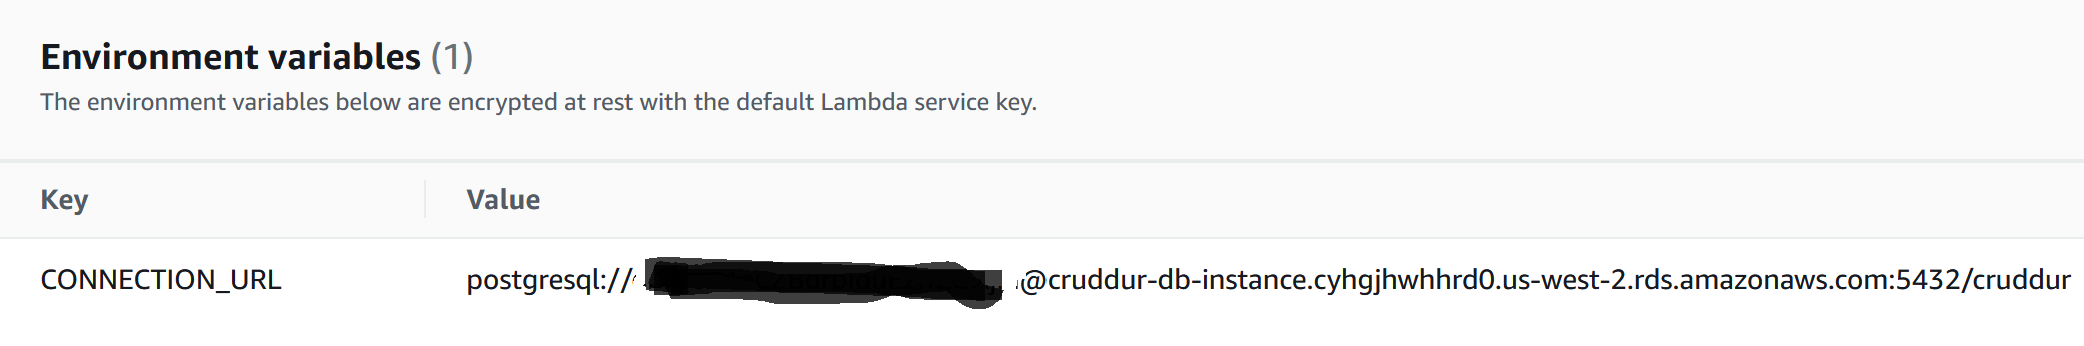 Environment variables (1)
The environment variables below are encrypted at rest with the default Lambda service key.
Key Value
CONNECTION_URL postgresql:// @cruddur-db-instance.cyhgjhwhhrd0.us-west-2.rds.amazonaws.com:5432/cruddur